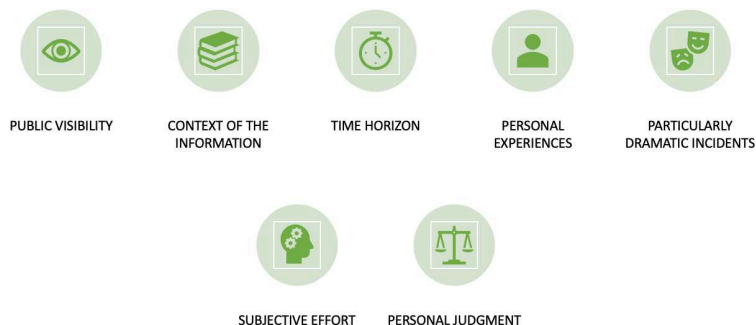 PUBLIC VISIBILITY
CONTEXT OF THE
INFORMATION
TIME HORIZON
PERSONAL
EXPERIENCES
PARTICULARLY
DRAMATIC INCIDENTS
SUBJECTIVE EFFORT
PERSONAL JUDGMENT